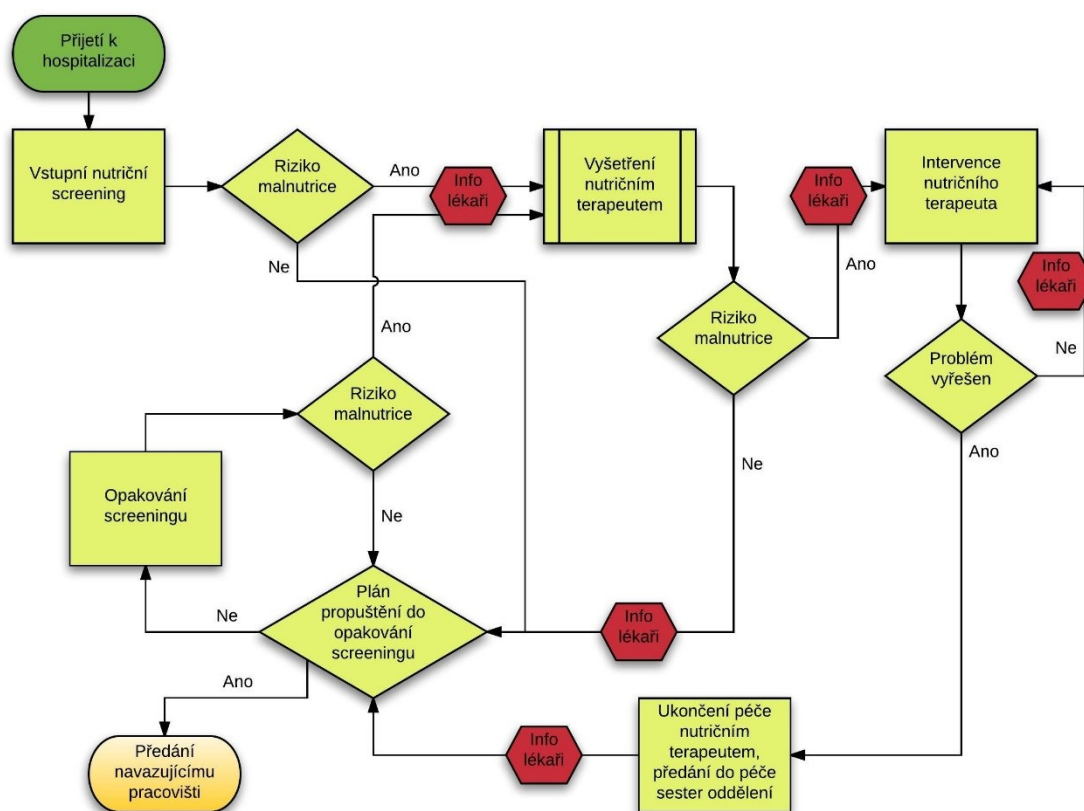 Přijetí k
hospitalizaci
Vstupní nutriční
screening
Riziko
malnutrice
Ano
Info
lékaři
Vyšetření
nutričním
terapeutem
Info
lékaři
Intervence
nutričního
terapeuta
Ne
Ano
Info
lékaři
Riziko
malnutrice
Ano
Riziko
malnutrice
Problém
vyřešen
Ne
Opakování
screeningu
Ne
Ne
Ano
Plán
propuštění do
opakování
screeningu
Ne
Info
lékaři
Ano
Předání
navazujícímu
pracovišti
Info
lékaři
Ukončení péče
nutričním
terapeutem,
předání do péče
sester oddělení